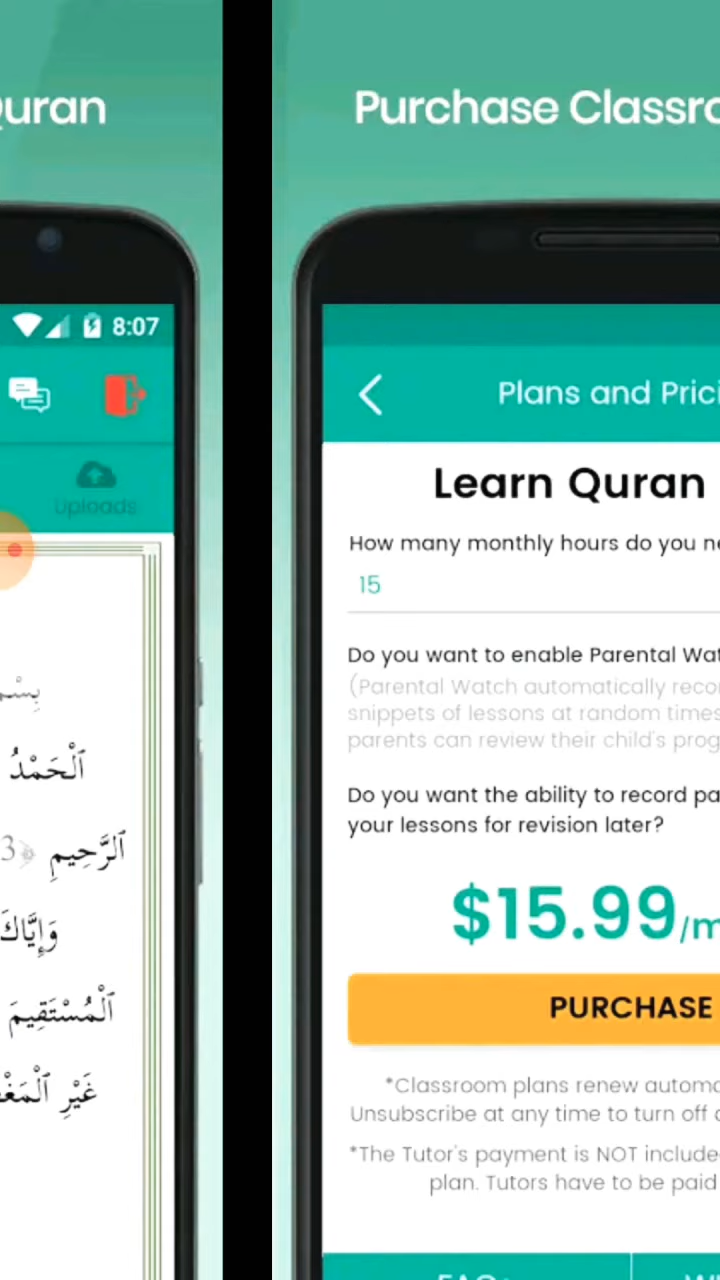 Quran
8:07
Uploads
بِسْمِ
ٱلْحَمْدُ
ٱلرَّحِيمِ ﴿3
وَإِيَّاكَ
ٱلْمُسْتَقِيمَ
غَيْرِ ٱلْمَغْ
Purchase Classro
Plans and Prici
Learn Quran
How many monthly hours do you ne
15
Do you want to enable Parental Wat
(Parental Watch automatically recor
snippets of lessons at random times
parents can review their child's prog
Do you want the ability to record pa
your lessons for revision later?
$15.99/m
PURCHASE
*Classroom plans renew automa
Unsubscribe at any time to turn off
*The Tutor's payment is NOT include
plan. Tutors have to be paid